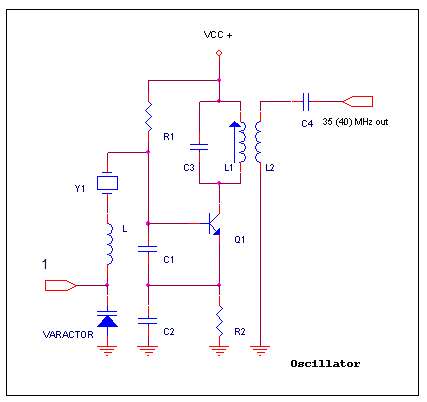 VCC +
R1
Y1
C3
L1
L2
C4
35 (40) MHz out
L
Q1
1
C1
VARACTOR
C2
R2
Oscillator